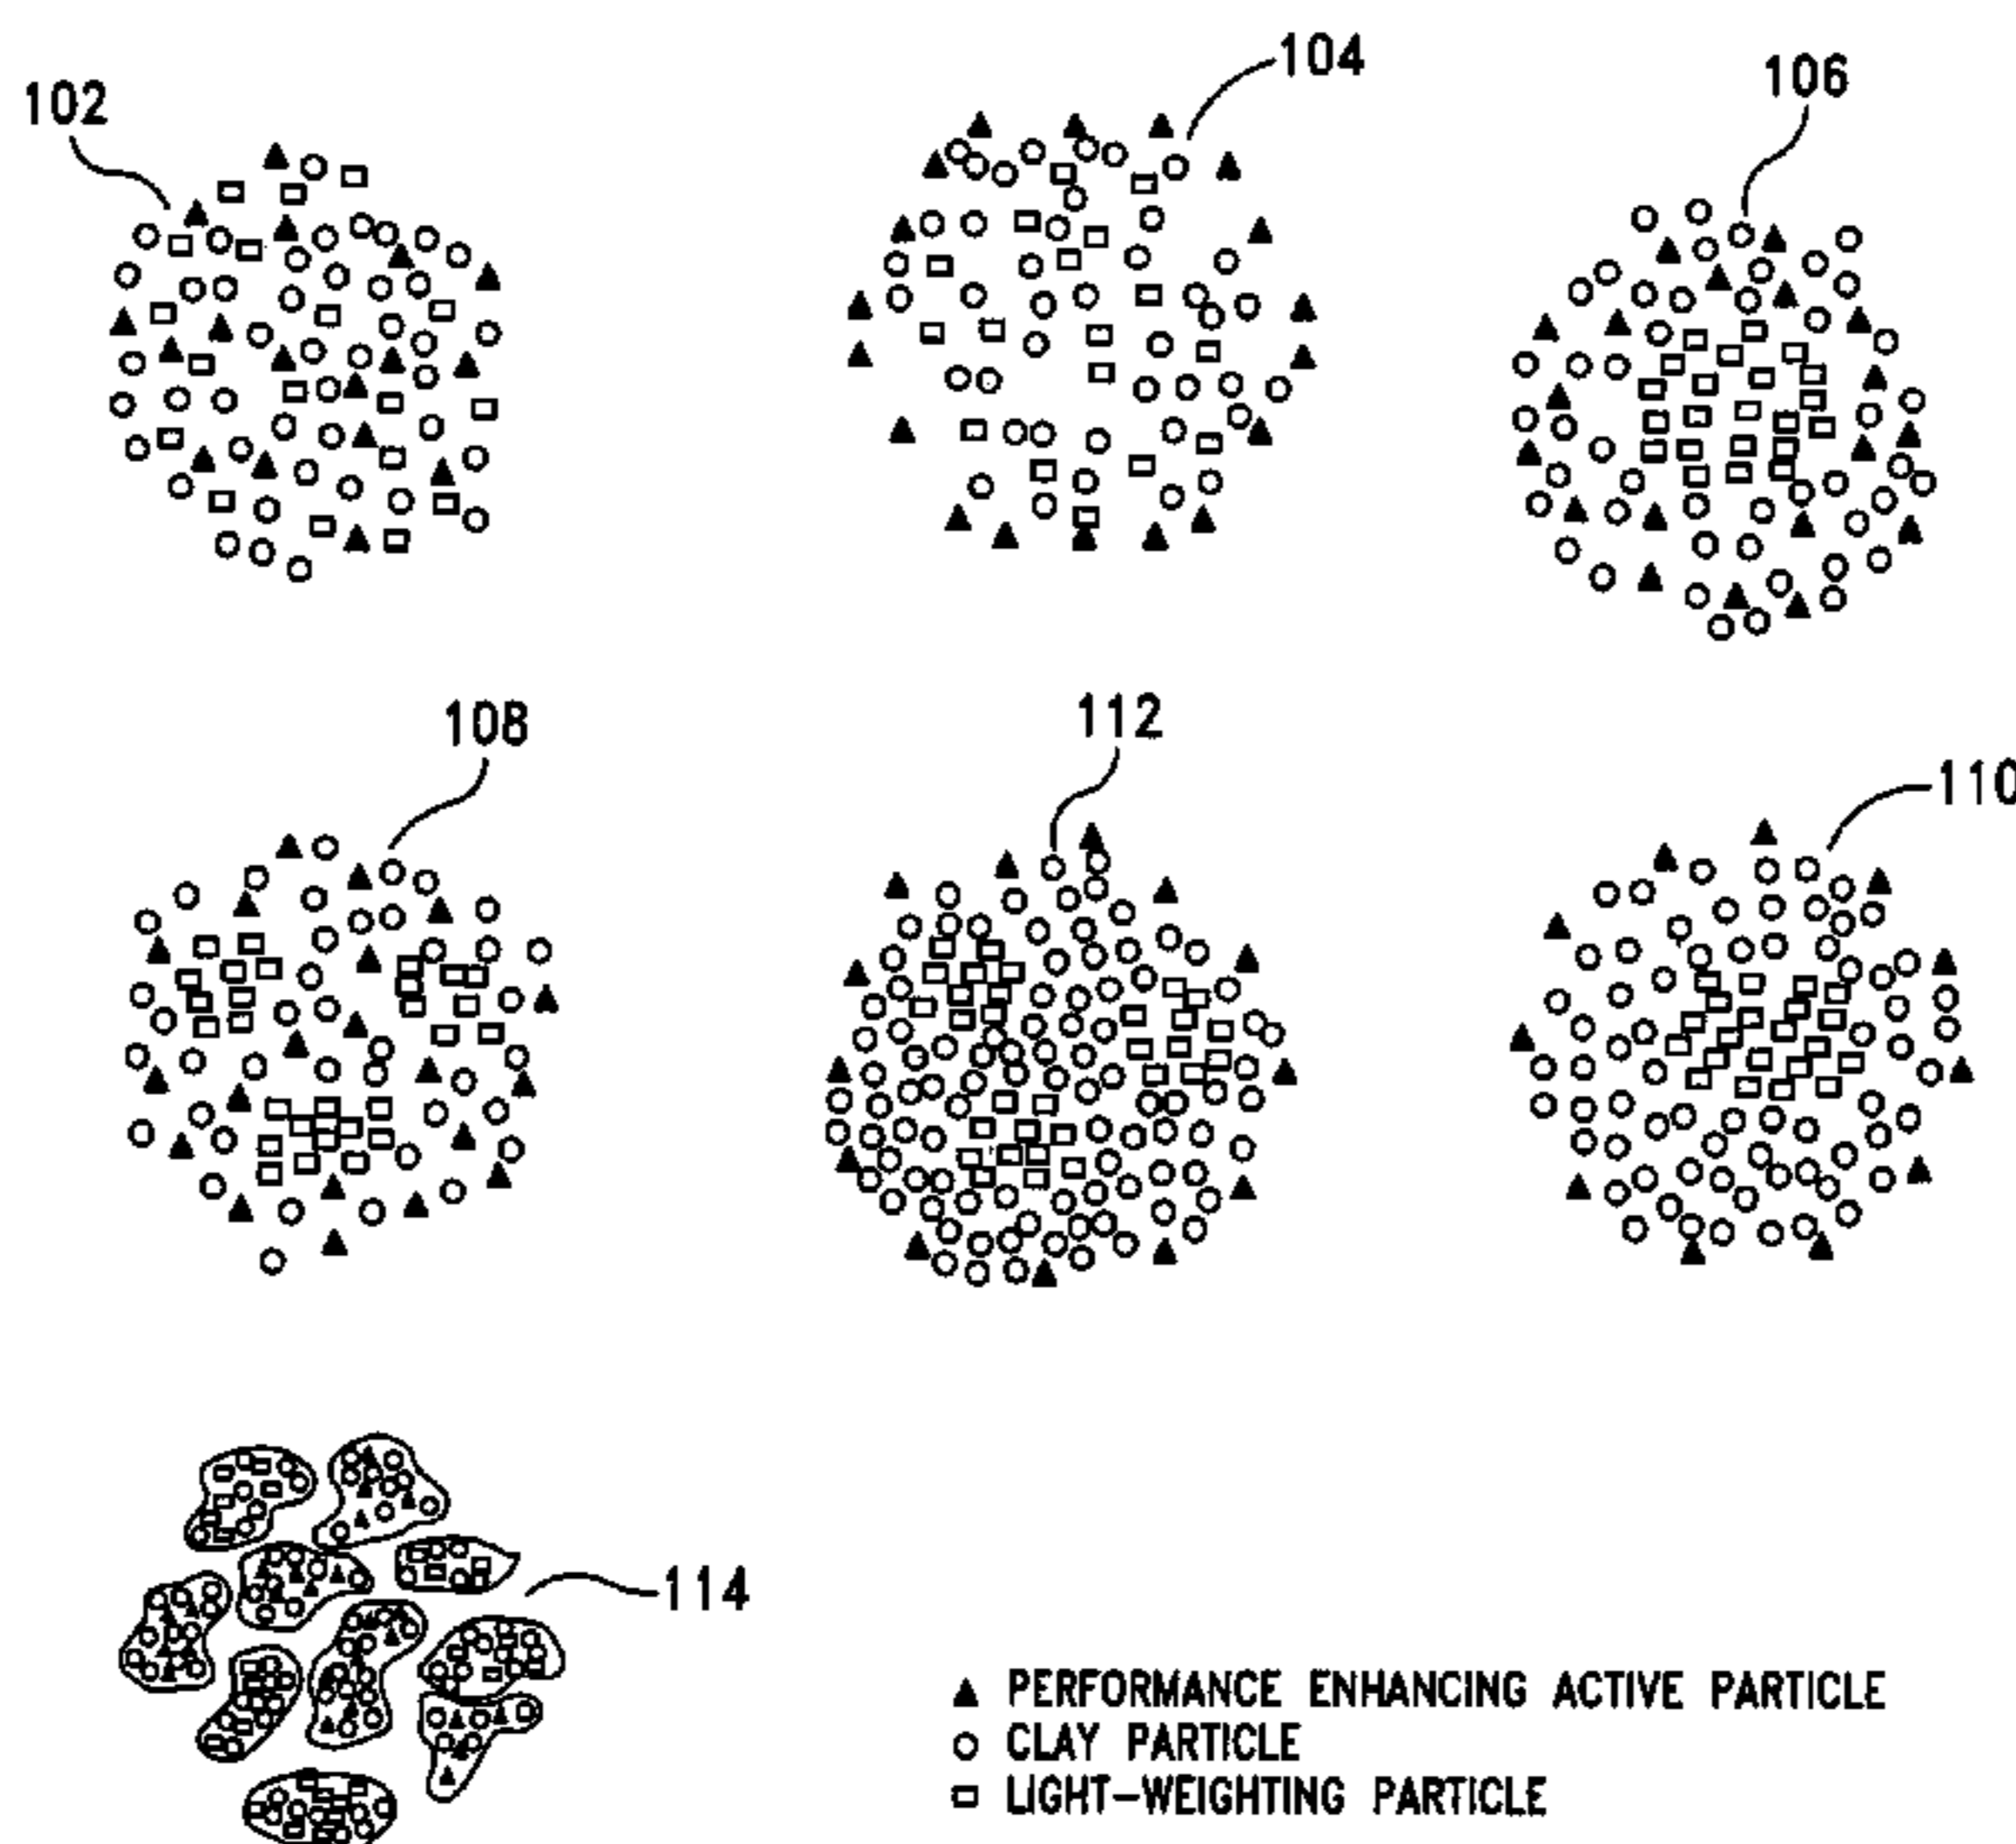 102
104
106
108
112
110
114
PERFORMANCE ENHANCING ACTIVE PARTICLE
CLAY PARTICLE
LIGHT-WEIGHTING PARTICLE